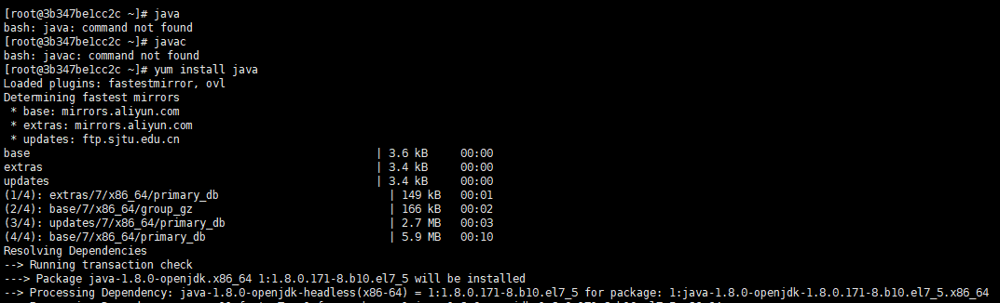 [root@3b347be1cc2c ~]# java
bash: java: command not found
[root@3b347be1cc2c ~]# javac
bash: javac: command not found
[root@3b347be1cc2c ~]# yum install java
Loaded plugins: fastestmirror, ovl
Determining fastest mirrors
 * base: mirrors.aliyun.com
 * extras: mirrors.aliyun.com
 * updates: ftp.sjtu.edu.cn
base | 3.6 kB 00:00
extras | 3.4 kB 00:00
updates | 3.4 kB 00:00
(1/4): extras/7/x86_64/primary_db | 149 kB 00:01
(2/4): base/7/x86_64/group_gz | 166 kB 00:02
(3/4): updates/7/x86_64/primary_db | 2.7 MB 00:03
(4/4): base/7/x86_64/primary_db | 5.9 MB 00:10
Resolving Dependencies
--> Running transaction check
---> Package java-1.8.0-openjdk.x86_64 1:1.8.0.171-8.b10.el7_5 will be installed
--> Processing Dependency: java-1.8.0-openjdk-headless(x86-64) = 1:1.8.0.171-8.b10.el7_5 for package: 1:java-1.8.0-openjdk-1.8.0.171-8.b10.el7_5.x86_64